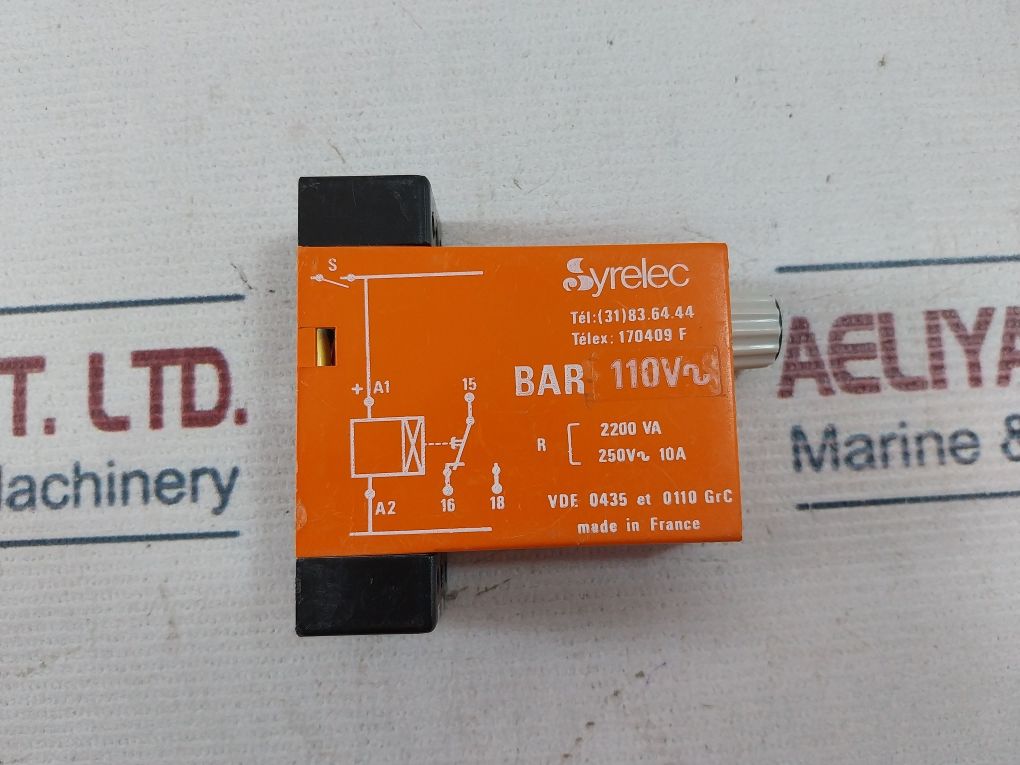 S
Syrelec
Tél:(31)83.64.44
Télex: 170409 F
BAR 110V~
+ A1
15
R
2200 VA
250V~ 10A
A2
16
18
VDE 0435 et 0110 GrC
made in France
T. LTD.
Machinery
AELIYA
Marine &